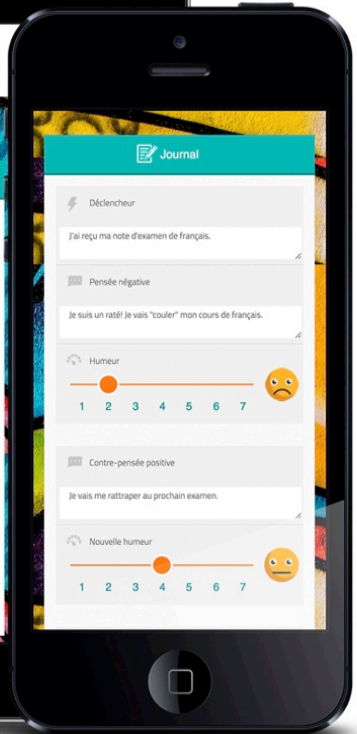 Journal
Déclencheur
J'ai reçu ma note d'examen de français.
Pensée négative
Je suis un raté! Je vais "couler" mon cours de français.
Humeur
1 2 3 4 5 6 7
Contre-pensée positive
Je vais me rattraper au prochain examen.
Nouvelle humeur
1 2 3 4 5 6 7